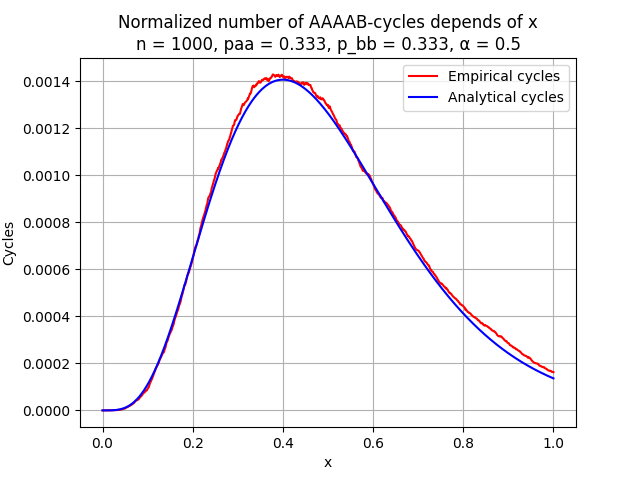 Normalized number of AAAAB-cycles depends of x
n = 1000, paa = 0.333, p_bb = 0.333, α = 0.5
Empirical cycles
Analytical cycles
Cycles
0.0014
0.0012
0.0010
0.0008
0.0006
0.0004
0.0002
0.0000
0.0 0.2 0.4 0.6 0.8 1.0
x